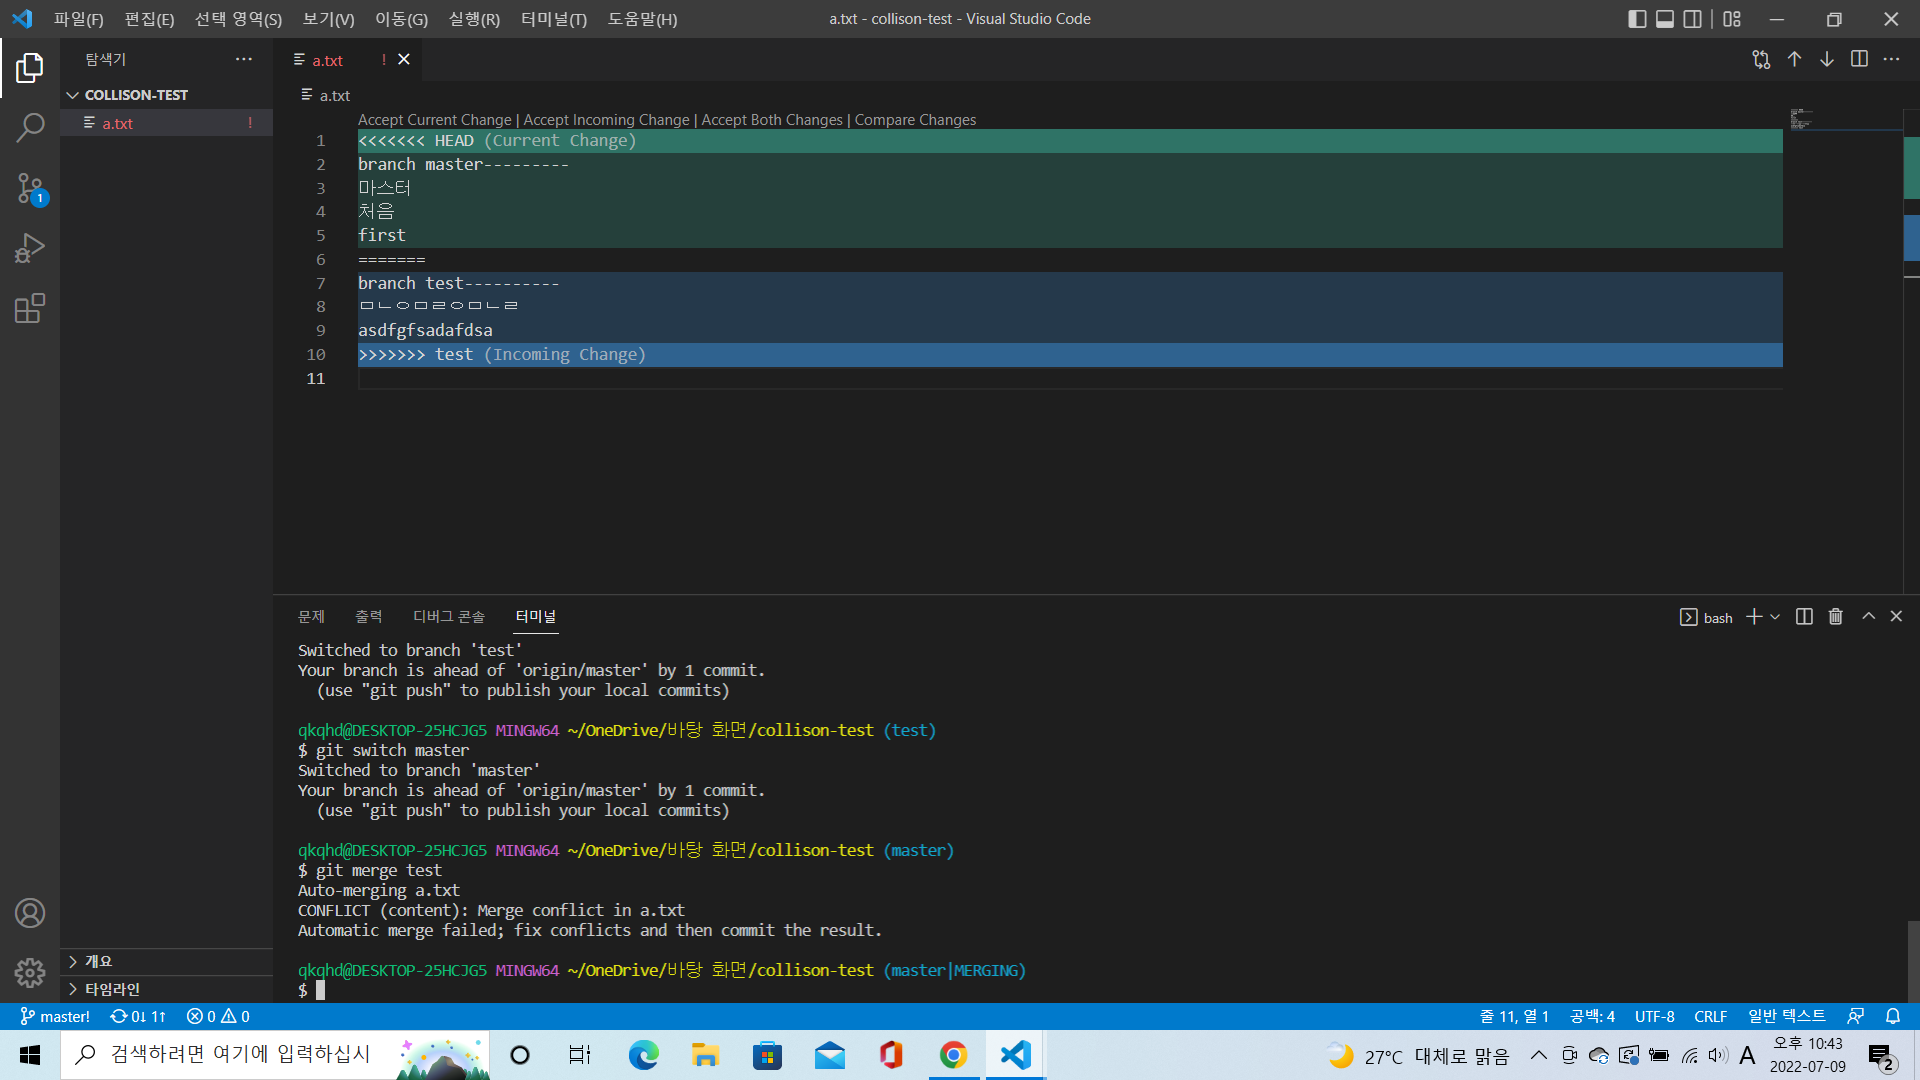 파일(F) 편집(E) 선택 영역(S) 보기(V) 이동(G) 실행(R) 터미널(T) 도움말(H)
a.txt - collison-test - Visual Studio Code
탐색기
COLLISON-TEST
a.txt !
1
a.txt !
a.txt
Accept Current Change | Accept Incoming Change | Accept Both Changes | Compare Changes
1 <<<<<<< HEAD (Current Change)
2 branch master---------
3 마스터
4 처음
5 first
6 =======
7 branch test----------
8 ㅁㄴㅇㅁㄹㅇㅁㄴㄹ
9 asdfgfsadafdsa
10 >>>>>>> test (Incoming Change)
11
문제 출력 디버그 콘솔 터미널
bash
Switched to branch 'test'
Your branch is ahead of 'origin/master' by 1 commit.
(use "git push" to publish your local commits)
qkqhd@DESKTOP-25HCJG5 MINGW64 ~/OneDrive/바탕 화면/collison-test (test)
$ git switch master
Switched to branch 'master'
Your branch is ahead of 'origin/master' by 1 commit.
(use "git push" to publish your local commits)
qkqhd@DESKTOP-25HCJG5 MINGW64 ~/OneDrive/바탕 화면/collison-test (master)
$ git merge test
Auto-merging a.txt
CONFLICT (content): Merge conflict in a.txt
Automatic merge failed; fix conflicts and then commit the result.
qkqhd@DESKTOP-25HCJG5 MINGW64 ~/OneDrive/바탕 화면/collison-test (master|MERGING)
$
개요
타임라인
master! 0↓ 1↑ 0 0
줄 11, 열 1 공백: 4 UTF-8 CRLF 일반 텍스트
검색하려면 여기에 입력하십시
27°C 대체로 맑음
A
오후 10:43
2022-07-09
2